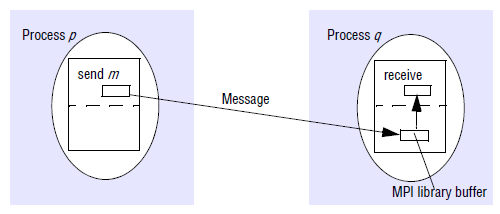 Process p
Process q
send m
receive
Message
MPI library buffer